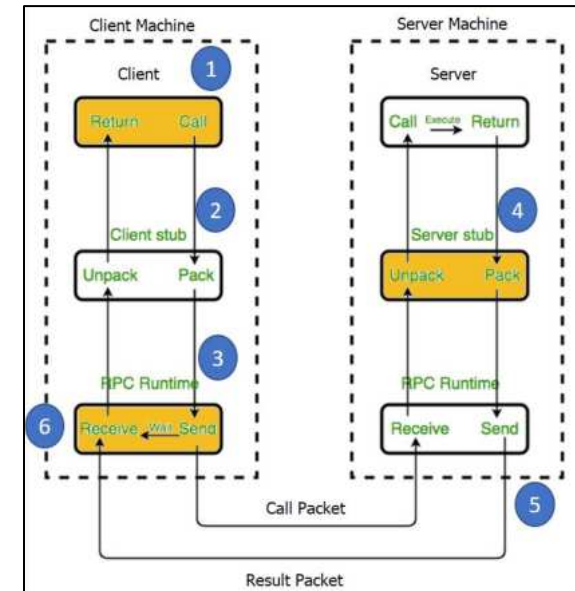 Client Machine Server Machine
1
Client Server
Return Call Call Execute Return
2 4
Client stub Server stub
Unpack Pack Unpack Pack
3
RPC Runtime RPC Runtime
6 Receive Wait Send Receive Send
5
Call Packet
Result Packet